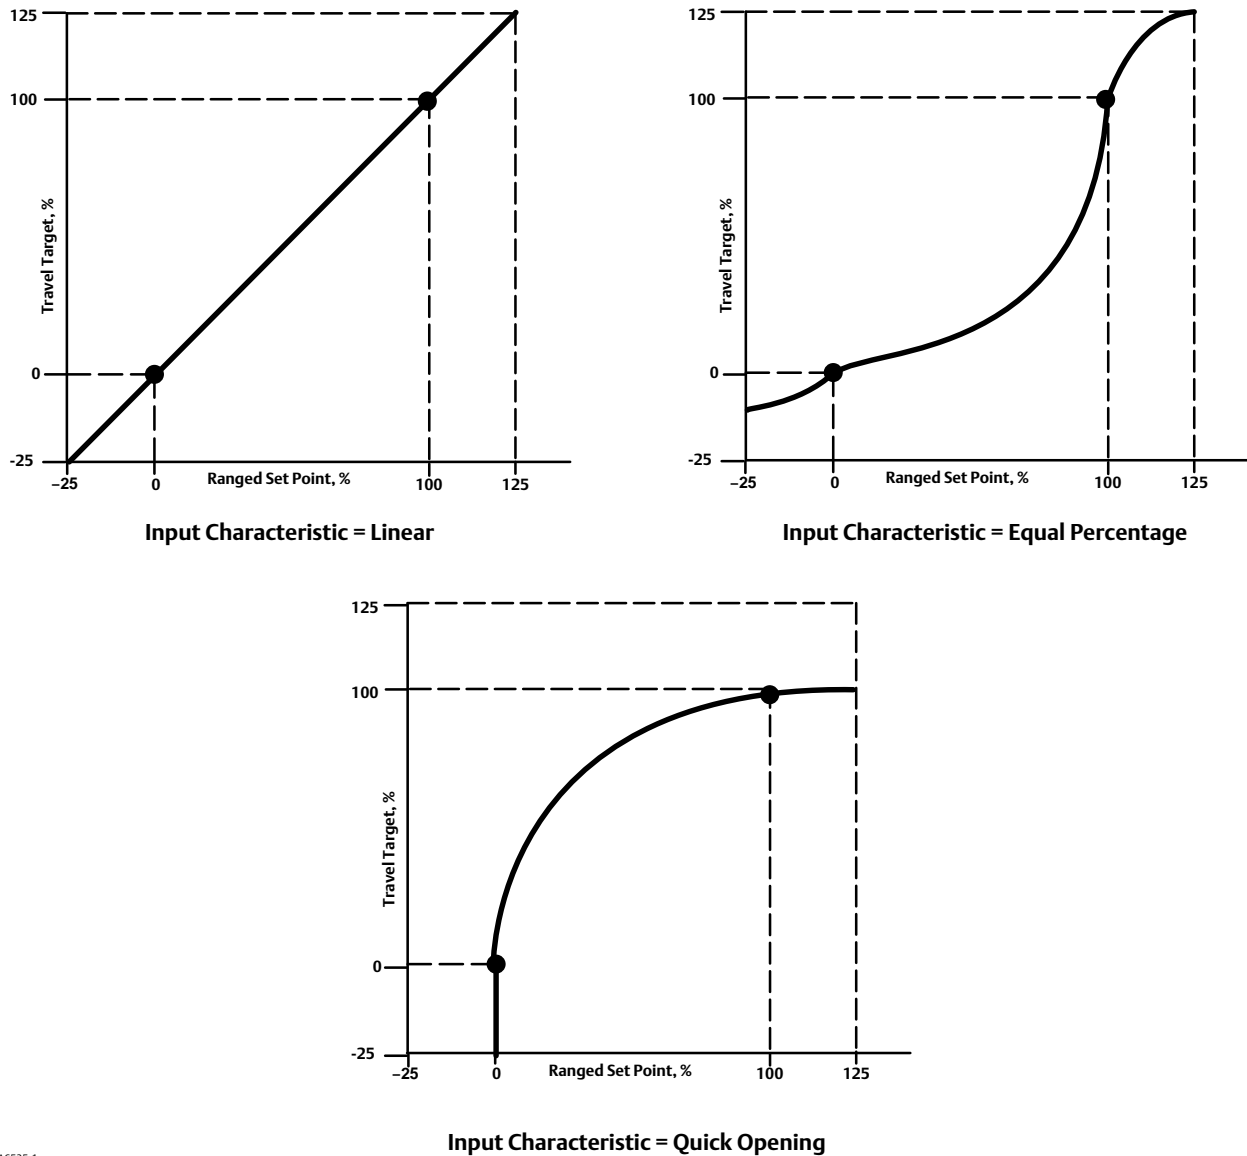 125
100
Travel Target, %
0
-25
–25
0
Ranged Set Point, %
100
125
Input Characteristic = Linear
125
100
Travel Target, %
0
-25
–25
0
Ranged Set Point, %
100
125
Input Characteristic = Equal Percentage
125
100
Travel Target, %
0
-25
–25
0
Ranged Set Point, %
100
125
Input Characteristic = Quick Opening